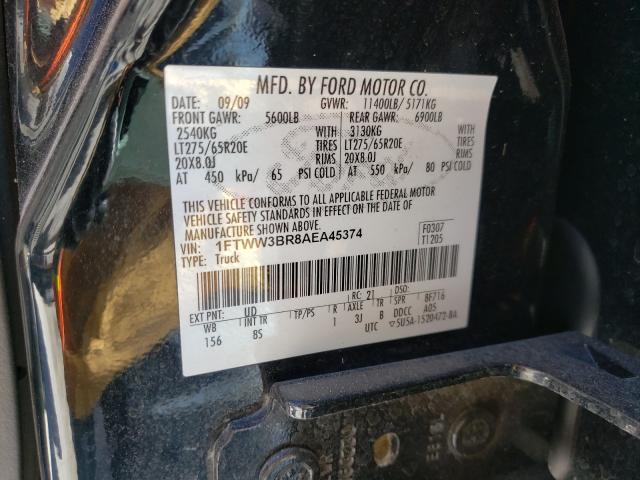 MFD. BY FORD MOTOR CO.
DATE: 09/09 GVWR: 11400LB/ 5171KG
FRONT GAWR: 5600LB REAR GAWR: 6900LB
2540KG WITH 3130KG WITH
LT275/65R20E TIRES LT275/65R20E TIRES
20X8.0J RIMS 20X8.0J RIMS
AT 450 kPa/ 65 PSI COLD AT 550 kPa/ 80 PSI COLD
THIS VEHICLE CONFORMS TO ALL APPLICABLE FEDERAL MOTOR
VEHICLE SAFETY STANDARDS IN EFFECT ON THE DATE OF
MANUFACTURE SHOWN ABOVE.
VIN: 1FTWW3BR8AEA45374 F0307
TYPE: Truck T1205
EXT PNT: UD RC: 21 DSO:
WB INT TR TP/PS R AXLE TR SPR BF716
156 8S 1 3J B DDCC A05
UTC ▽5U5A-1520472-BA